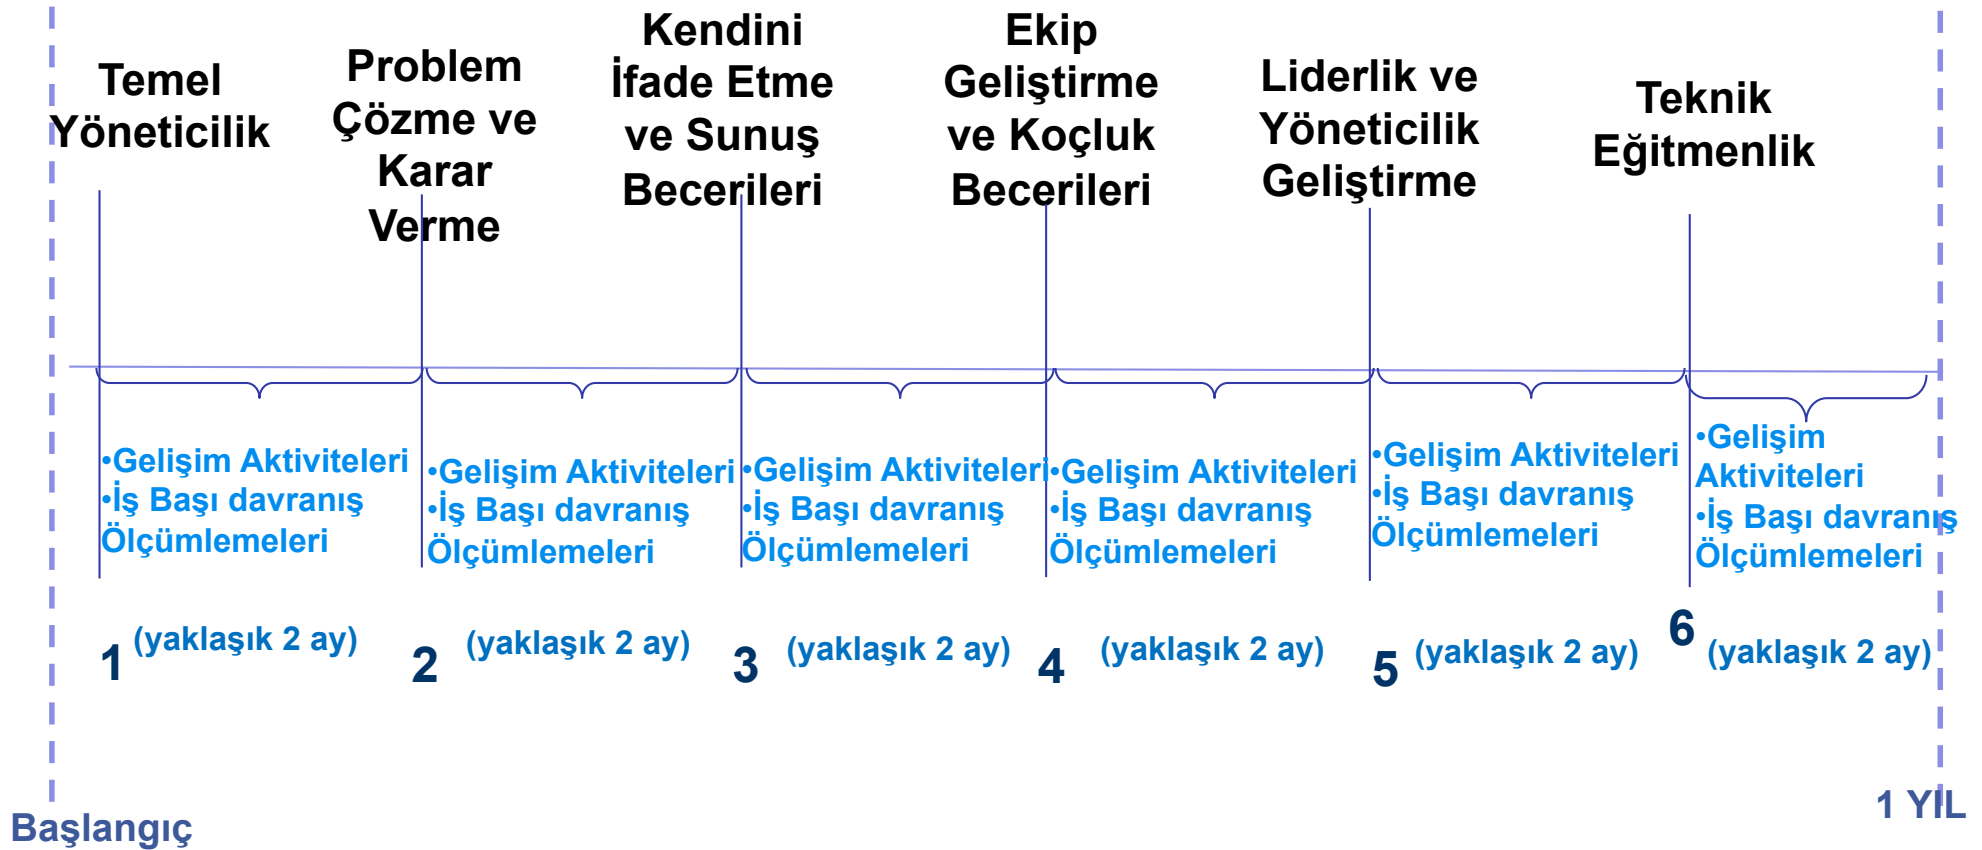 Temel
Yöneticilik
Problem
Çözme ve
Karar
Verme
Kendini
İfade Etme
ve Sunuş
Becerileri
Ekip
Geliştirme
ve Koçluk
Becerileri
Liderlik ve
Yöneticilik
Geliştirme
Teknik
Eğitmenlik
•Gelişim Aktiviteleri
•İş Başı davranış
Ölçümlemeleri
•Gelişim Aktiviteleri
•İş Başı davranış
Ölçümlemeleri
•Gelişim Aktiviteleri
•İş Başı davranış
Ölçümlemeleri
•Gelişim Aktiviteleri
•İş Başı davranış
Ölçümlemeleri
•Gelişim Aktiviteleri
•İş Başı davranış
Ölçümlemeleri
•Gelişim
Aktiviteleri
•İş Başı davranış
Ölçümlemeleri
1 (yaklaşık 2 ay)
2 (yaklaşık 2 ay)
3 (yaklaşık 2 ay)
4 (yaklaşık 2 ay)
5 (yaklaşık 2 ay)
6 (yaklaşık 2 ay)
Başlangıç
1 YIL